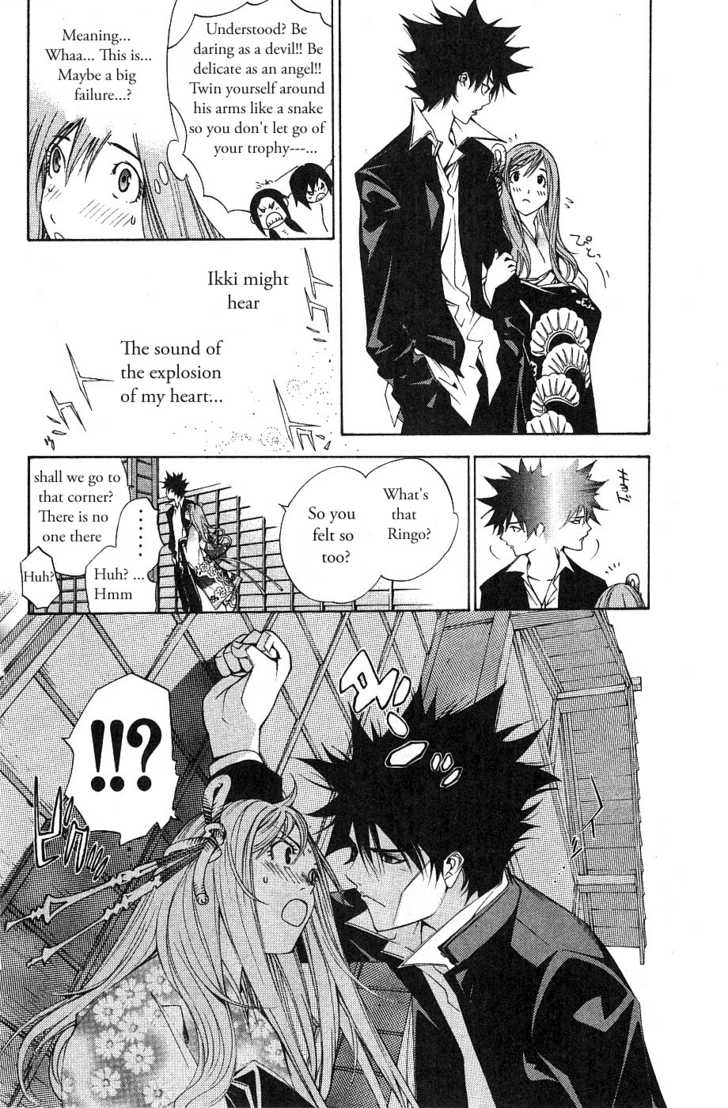 ぴと
Understood? Be
daring as a devil!! Be
delicate as an angel!!
Twin yourself around
his arms like a snake
so you don't let go of
your trophy---...
Meaning...
Whaa... This is...
Maybe a big
failure...?
Ikki might
hear
The sound of
the explosion
of my heart...
What's
that
Ringo?
So you
felt so
too?
Huh? ...
Hmm
shall we go to
that corner?
There is no
one there
Huh?
!!?